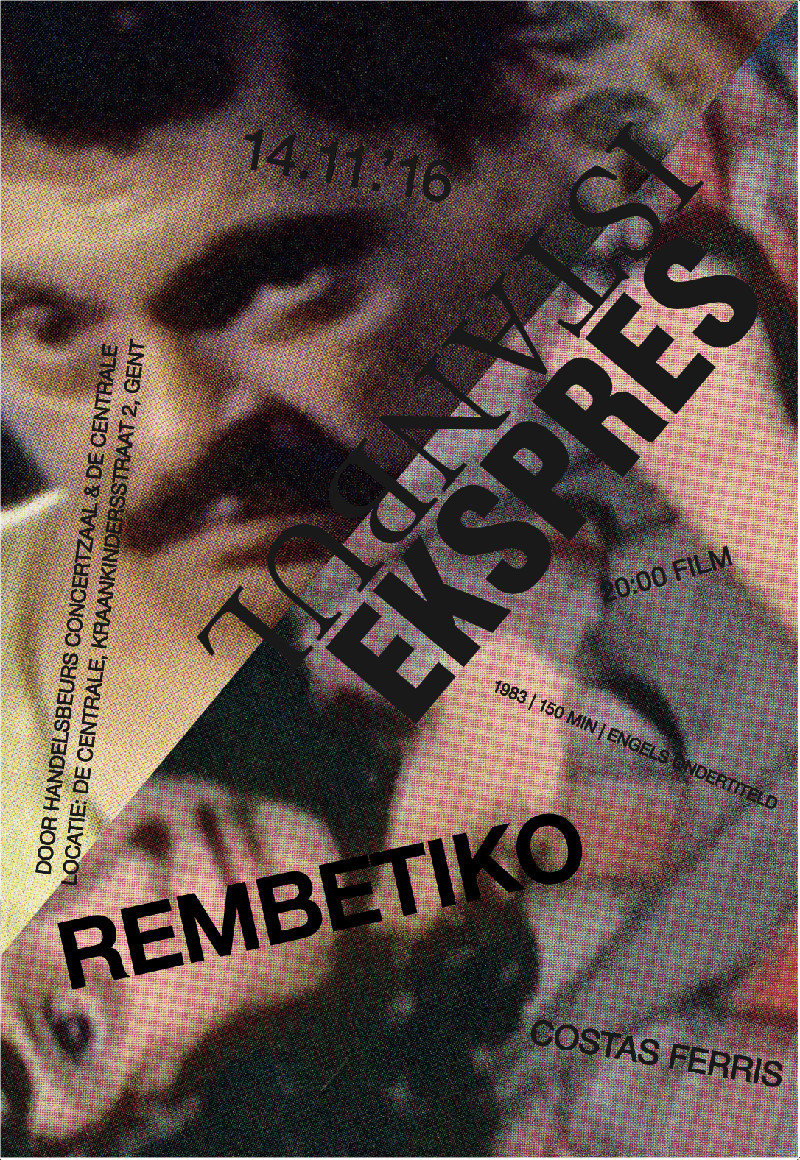 14.11.'16
ISTANBUL
EKSPRES
DOOR HANDELSBEURS CONCERTZAAL & DE CENTRALE
LOCATIE: DE CENTRALE, KRAANKINDERSSTRAAT 2, GENT
20:00 FILM
1983 | 150 MIN | ENGELS ONDERTITELD
REMBETIKO
COSTAS FERRIS